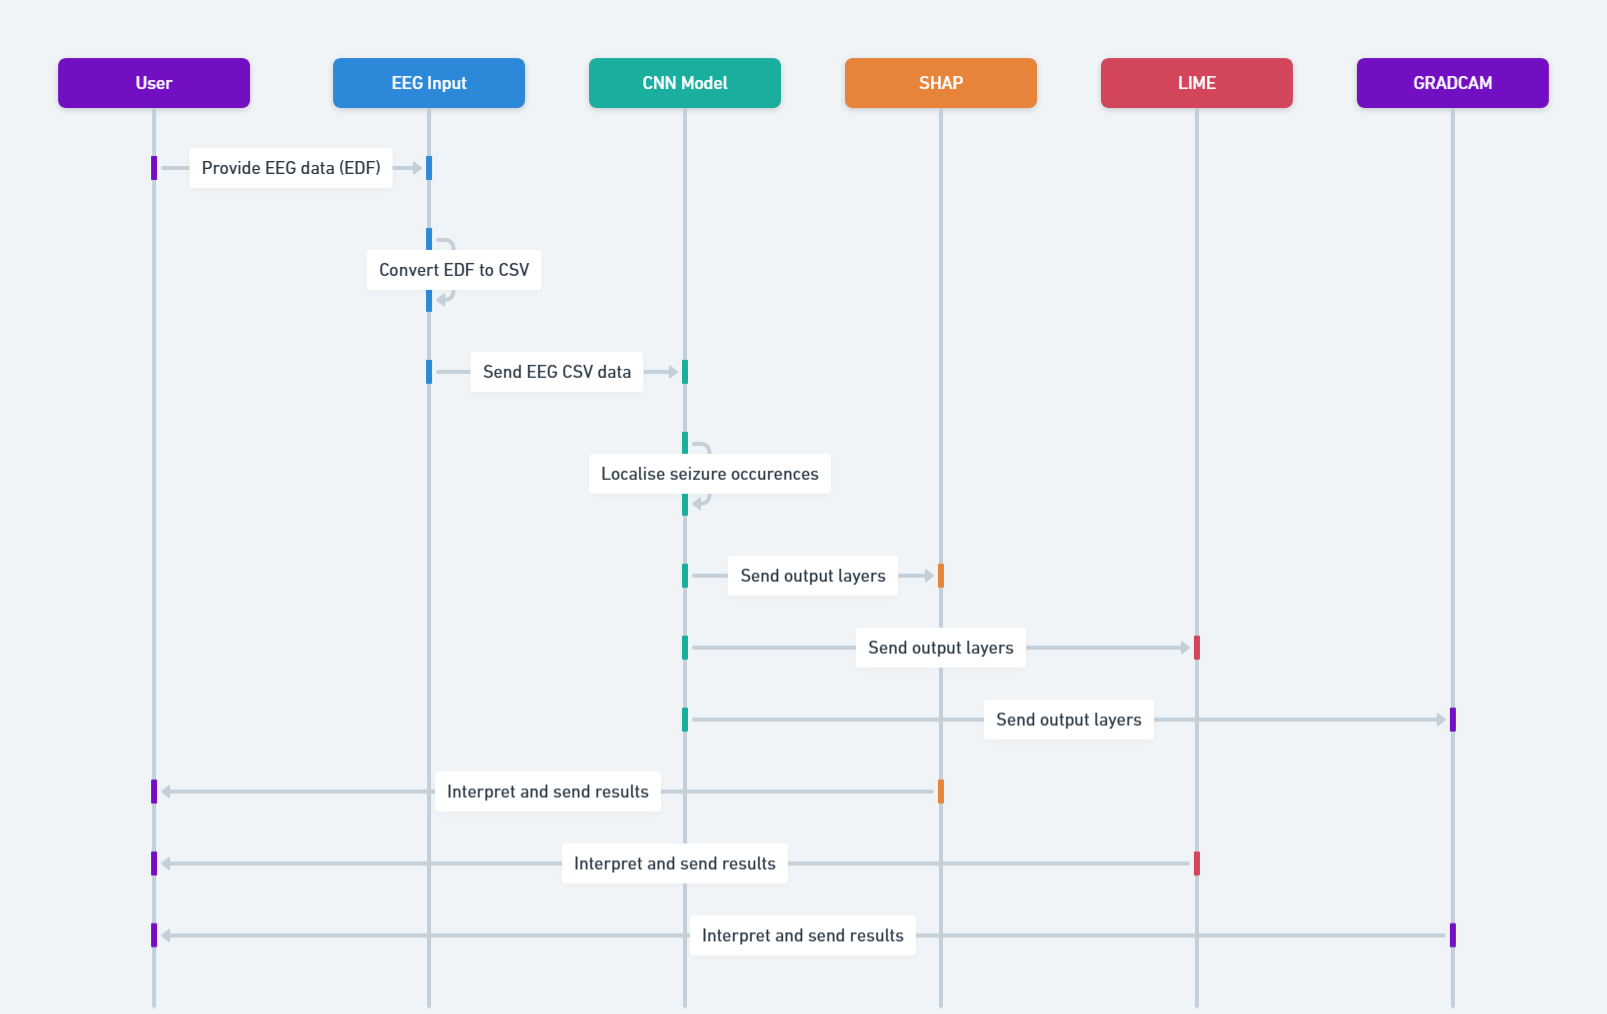 User
EEG Input
CNN Model
SHAP
LIME
GRADCAM
Provide EEG data (EDF)
Convert EDF to CSV
Send EEG CSV data
Localise seizure occurences
Send output layers
Send output layers
Send output layers
Interpret and send results
Interpret and send results
Interpret and send results